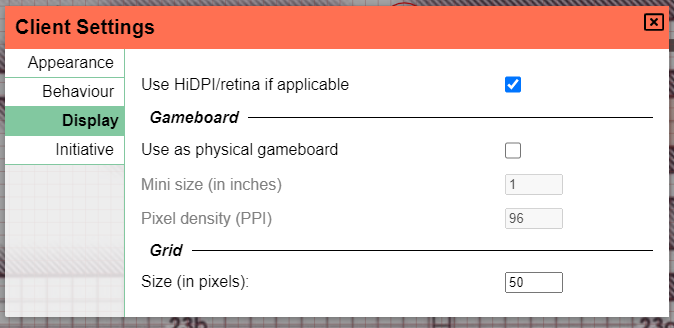 Client Settings
Appearance
Behaviour
Display
Initiative
Use HiDPI/retina if applicable
Gameboard
Use as physical gameboard
Mini size (in inches) 1
Pixel density (PPI) 96
Grid
Size (in pixels): 50
23b